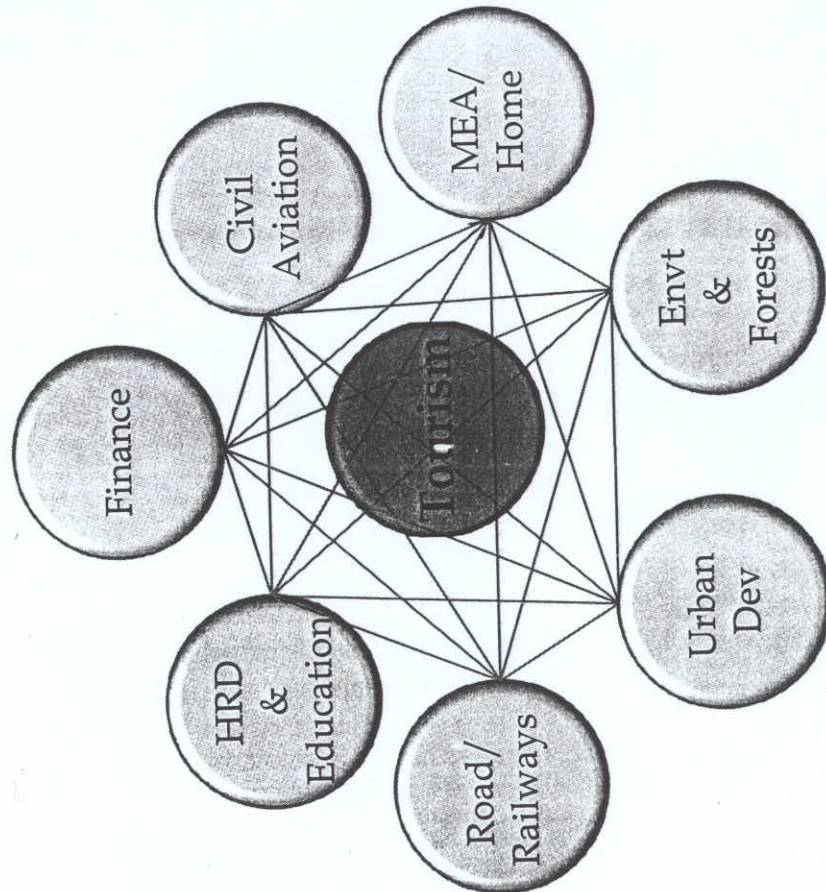 Finance
HRD
&
Education
Civil
Aviation
Tourism
Road/
Railways
MEA/
Home
Urban
Dev
Envt
&
Forests